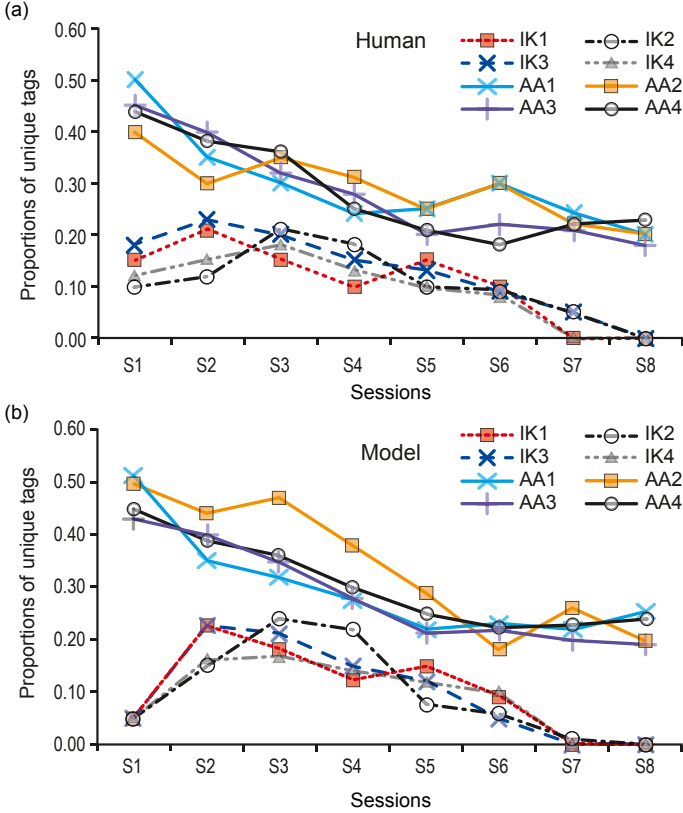 (a)
Human
IK1 IK2
IK3 IK4
AA1 AA2
AA3 AA4
Proportions of unique tags
0.60
0.50
0.40
0.30
0.20
0.10
0.00
S1 S2 S3 S4 S5 S6 S7 S8
Sessions
(b)
Model
IK1 IK2
IK3 IK4
AA1 AA2
AA3 AA4
Proportions of unique tags
0.60
0.50
0.40
0.30
0.20
0.10
0.00
S1 S2 S3 S4 S5 S6 S7 S8
Sessions